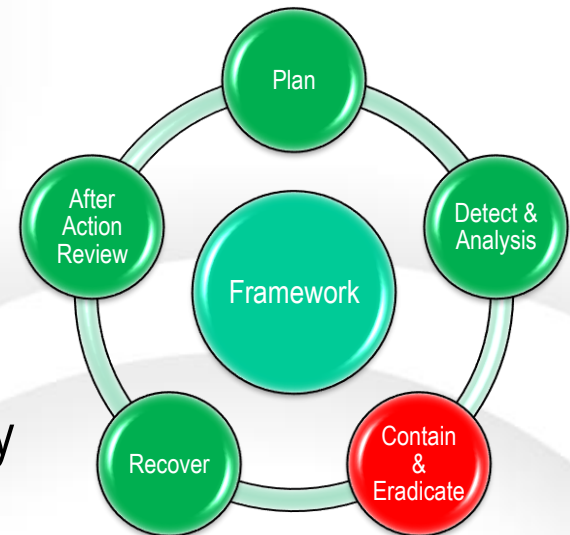 Plan
Detect &
Analysis
After
Action
Review
Framework
Contain
&
Eradicate
Recover
y